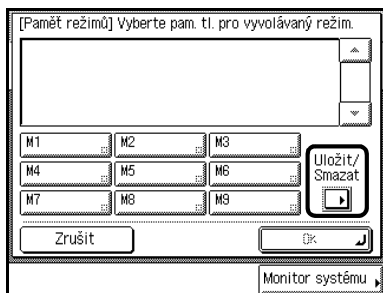 [Paměť režimů] Vyberte pam. tl. pro vyvolávaný režim.
M1 M2 M3
M4 M5 M6
M7 M8 M9
Uložit/
Smazat
Zrušit OK
Monitor systému